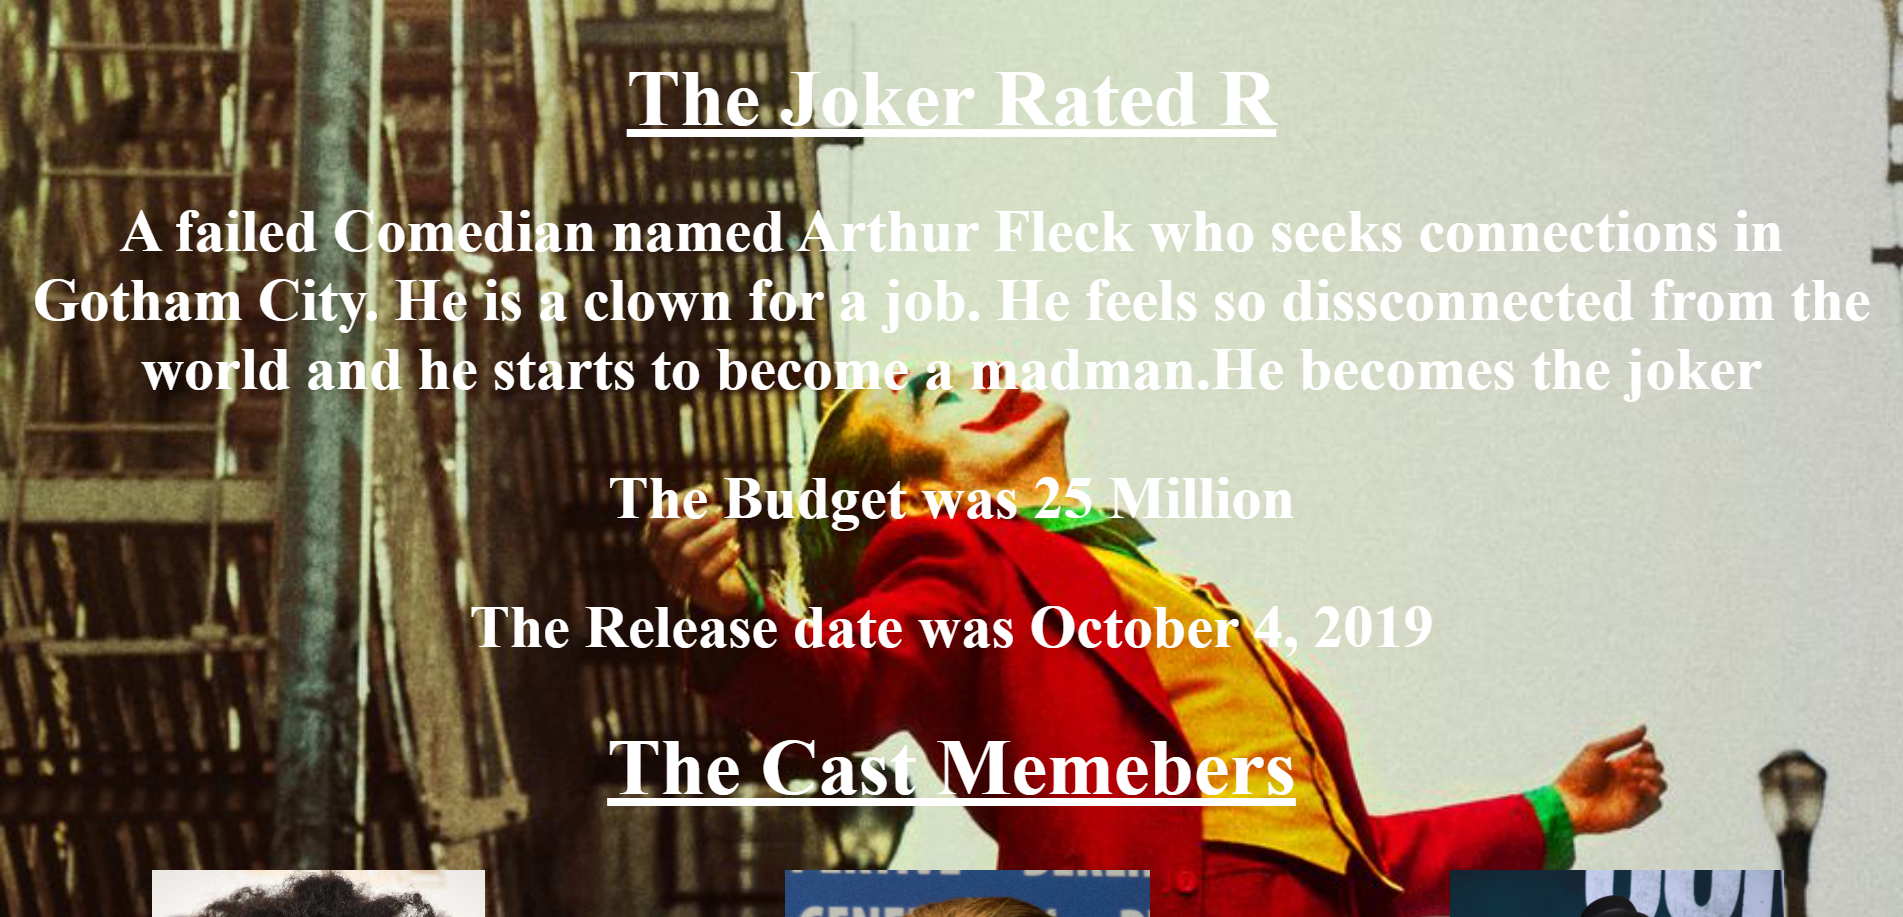 The Joker Rated R
A failed Comedian named Arthur Fleck who seeks connections in
Gotham City. He is a clown for a job. He feels so dissconnected from the
world and he starts to become a madman.He becomes the joker
The Budget was 25 Million
The Release date was October 4, 2019
The Cast Memebers